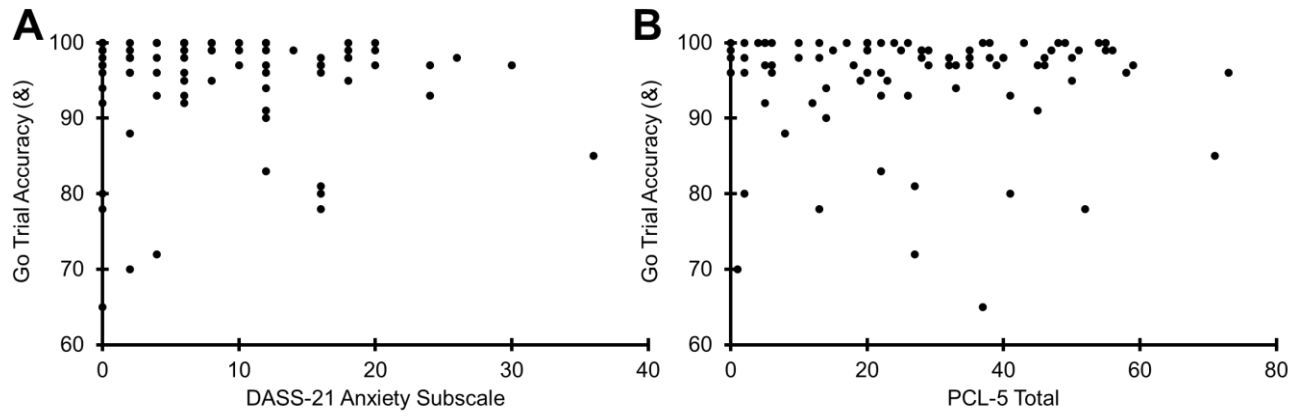 A
Go Trial Accuracy (&)
100
90
80
70
60
0 10 20 30 40
DASS-21 Anxiety Subscale
B
Go Trial Accuracy (&)
100
90
80
70
60
0 20 40 60 80
PCL-5 Total